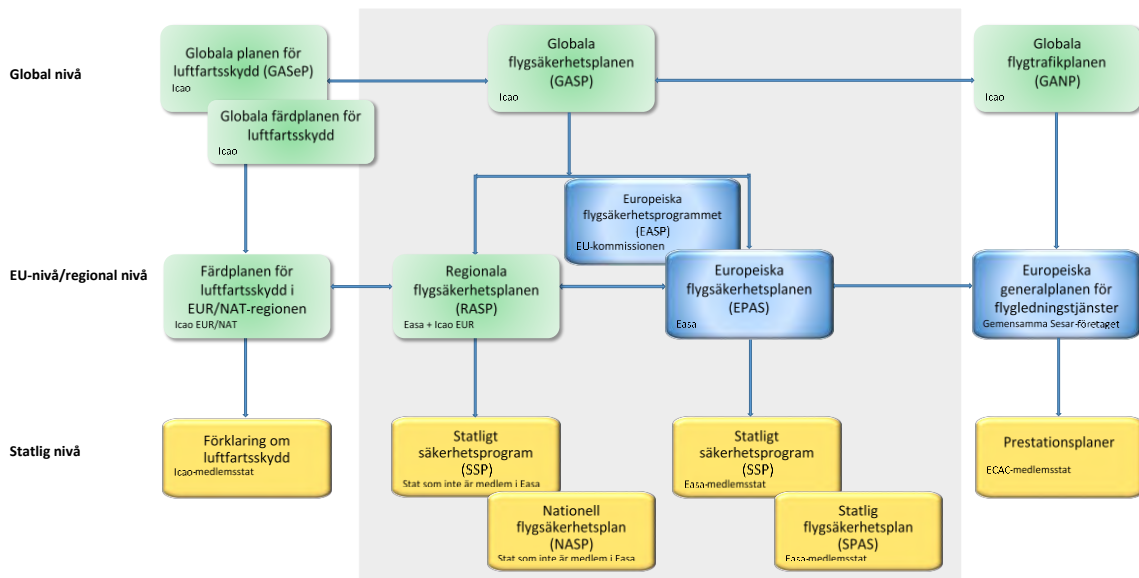 Global nivå
Globala planen för
luftfartsskydd (GASeP)
Icao
Globala färdplanen för
luftfartsskydd
Icao
Globala
flygsäkerhetsplanen
(GASP)
Icao
Globala
flygtrafikplanen
(GANP)
Icao
Europeiska
flygsäkerhetsprogrammet
(EASP)
EU-kommissionen
EU-nivå/regional nivå
Färdplanen för
luftfartsskydd i
EUR/NAT-regionen
Icao EUR/NAT
Regionala
flygsäkerhetsplanen
(RASP)
Easa + Icao EUR
Europeiska
flygsäkerhetsplanen
(EPAS)
Easa
Europeiska
generalplanen för
flygledningstjänster
Gemensamma Sesar-företaget
Statlig nivå
Förklaring om
luftfartsskydd
Icao-medlemsstat
Statligt
säkerhetsprogram
(SSP)
Stat som inte är medlem i Easa
Nationell
flygsäkerhetsplan
(NASP)
Stat som inte är medlem i Easa
Statligt
säkerhetsprogram
(SSP)
Easa-medlemsstat
Statlig
flygsäkerhetsplan
(SPAS)
Easa-medlemsstat
Prestationsplaner
ECAC-medlemsstat